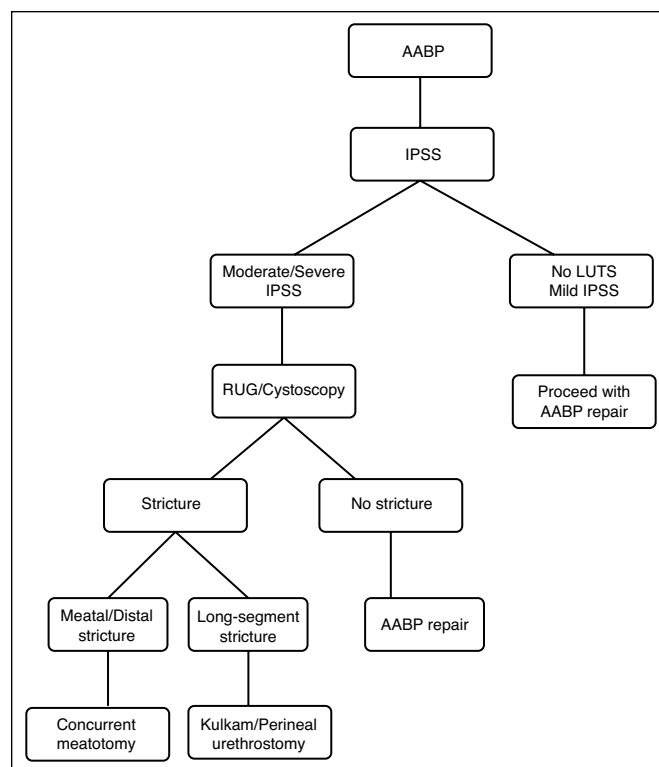 AABP
IPSS
Moderate/Severe
IPSS
No LUTS
Mild IPSS
RUG/Cystoscopy
Proceed with
AABP repair
Stricture
No stricture
Meatal/Distal
stricture
Long-segment
stricture
AABP repair
Concurrent
meatotomy
Kulkam/Perineal
urethrostomy